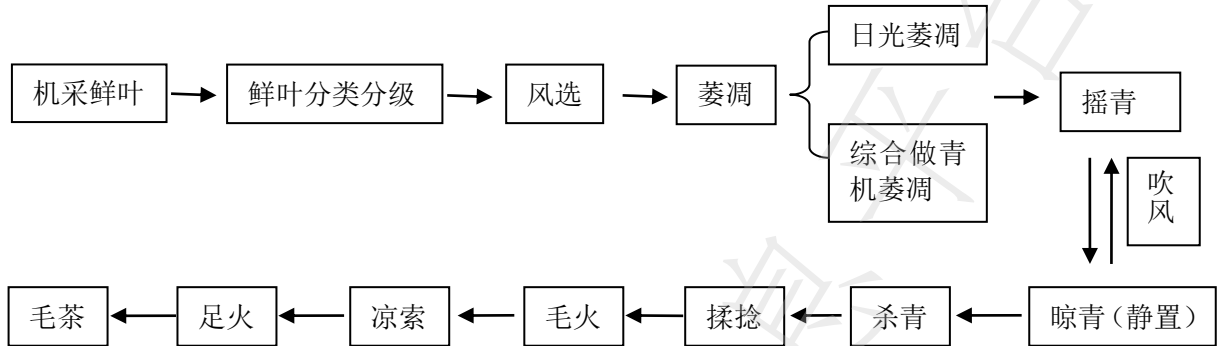 机采鲜叶
鲜叶分类分级
风选
萎凋
日光萎凋
综合做青
机萎凋
摇青
吹
风
晾青（静置）
杀青
揉捻
毛火
凉索
足火
毛茶